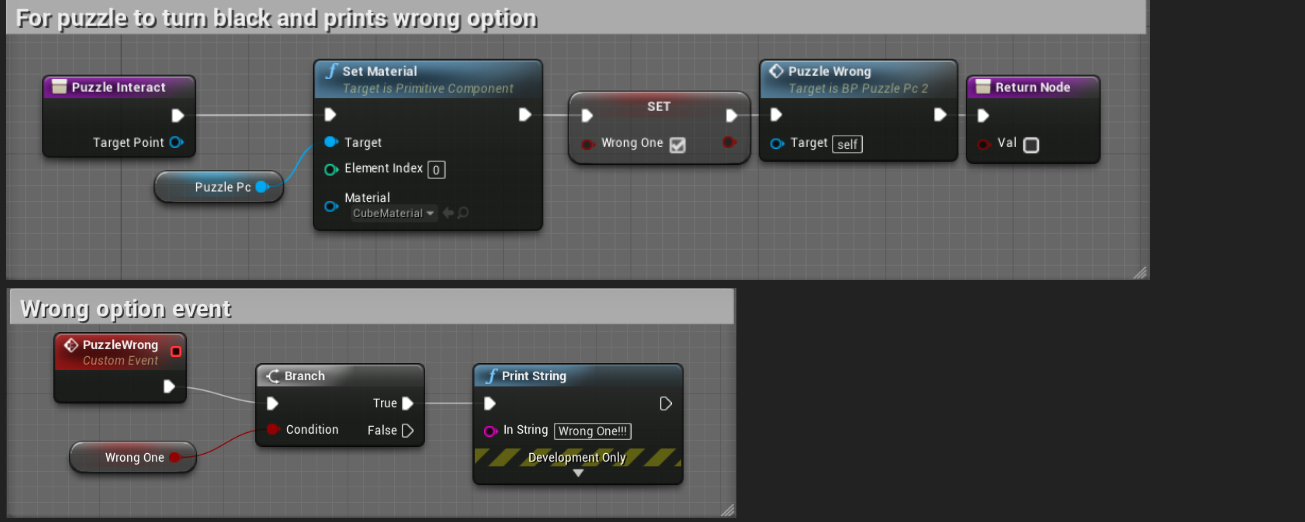 For puzzle to turn black and prints wrong option
Puzzle Interact
Target Point
Puzzle Pc
Set Material
Target is Primitive Component
Target
Element Index 0
Material
CubeMaterial
SET
Wrong One
Puzzle Wrong
Target is BP Puzzle Pc 2
Target self
Return Node
Val
Wrong option event
PuzzleWrong
Custom Event
Wrong One
Branch
True
Condition
False
Print String
In String Wrong One!!!
Development Only